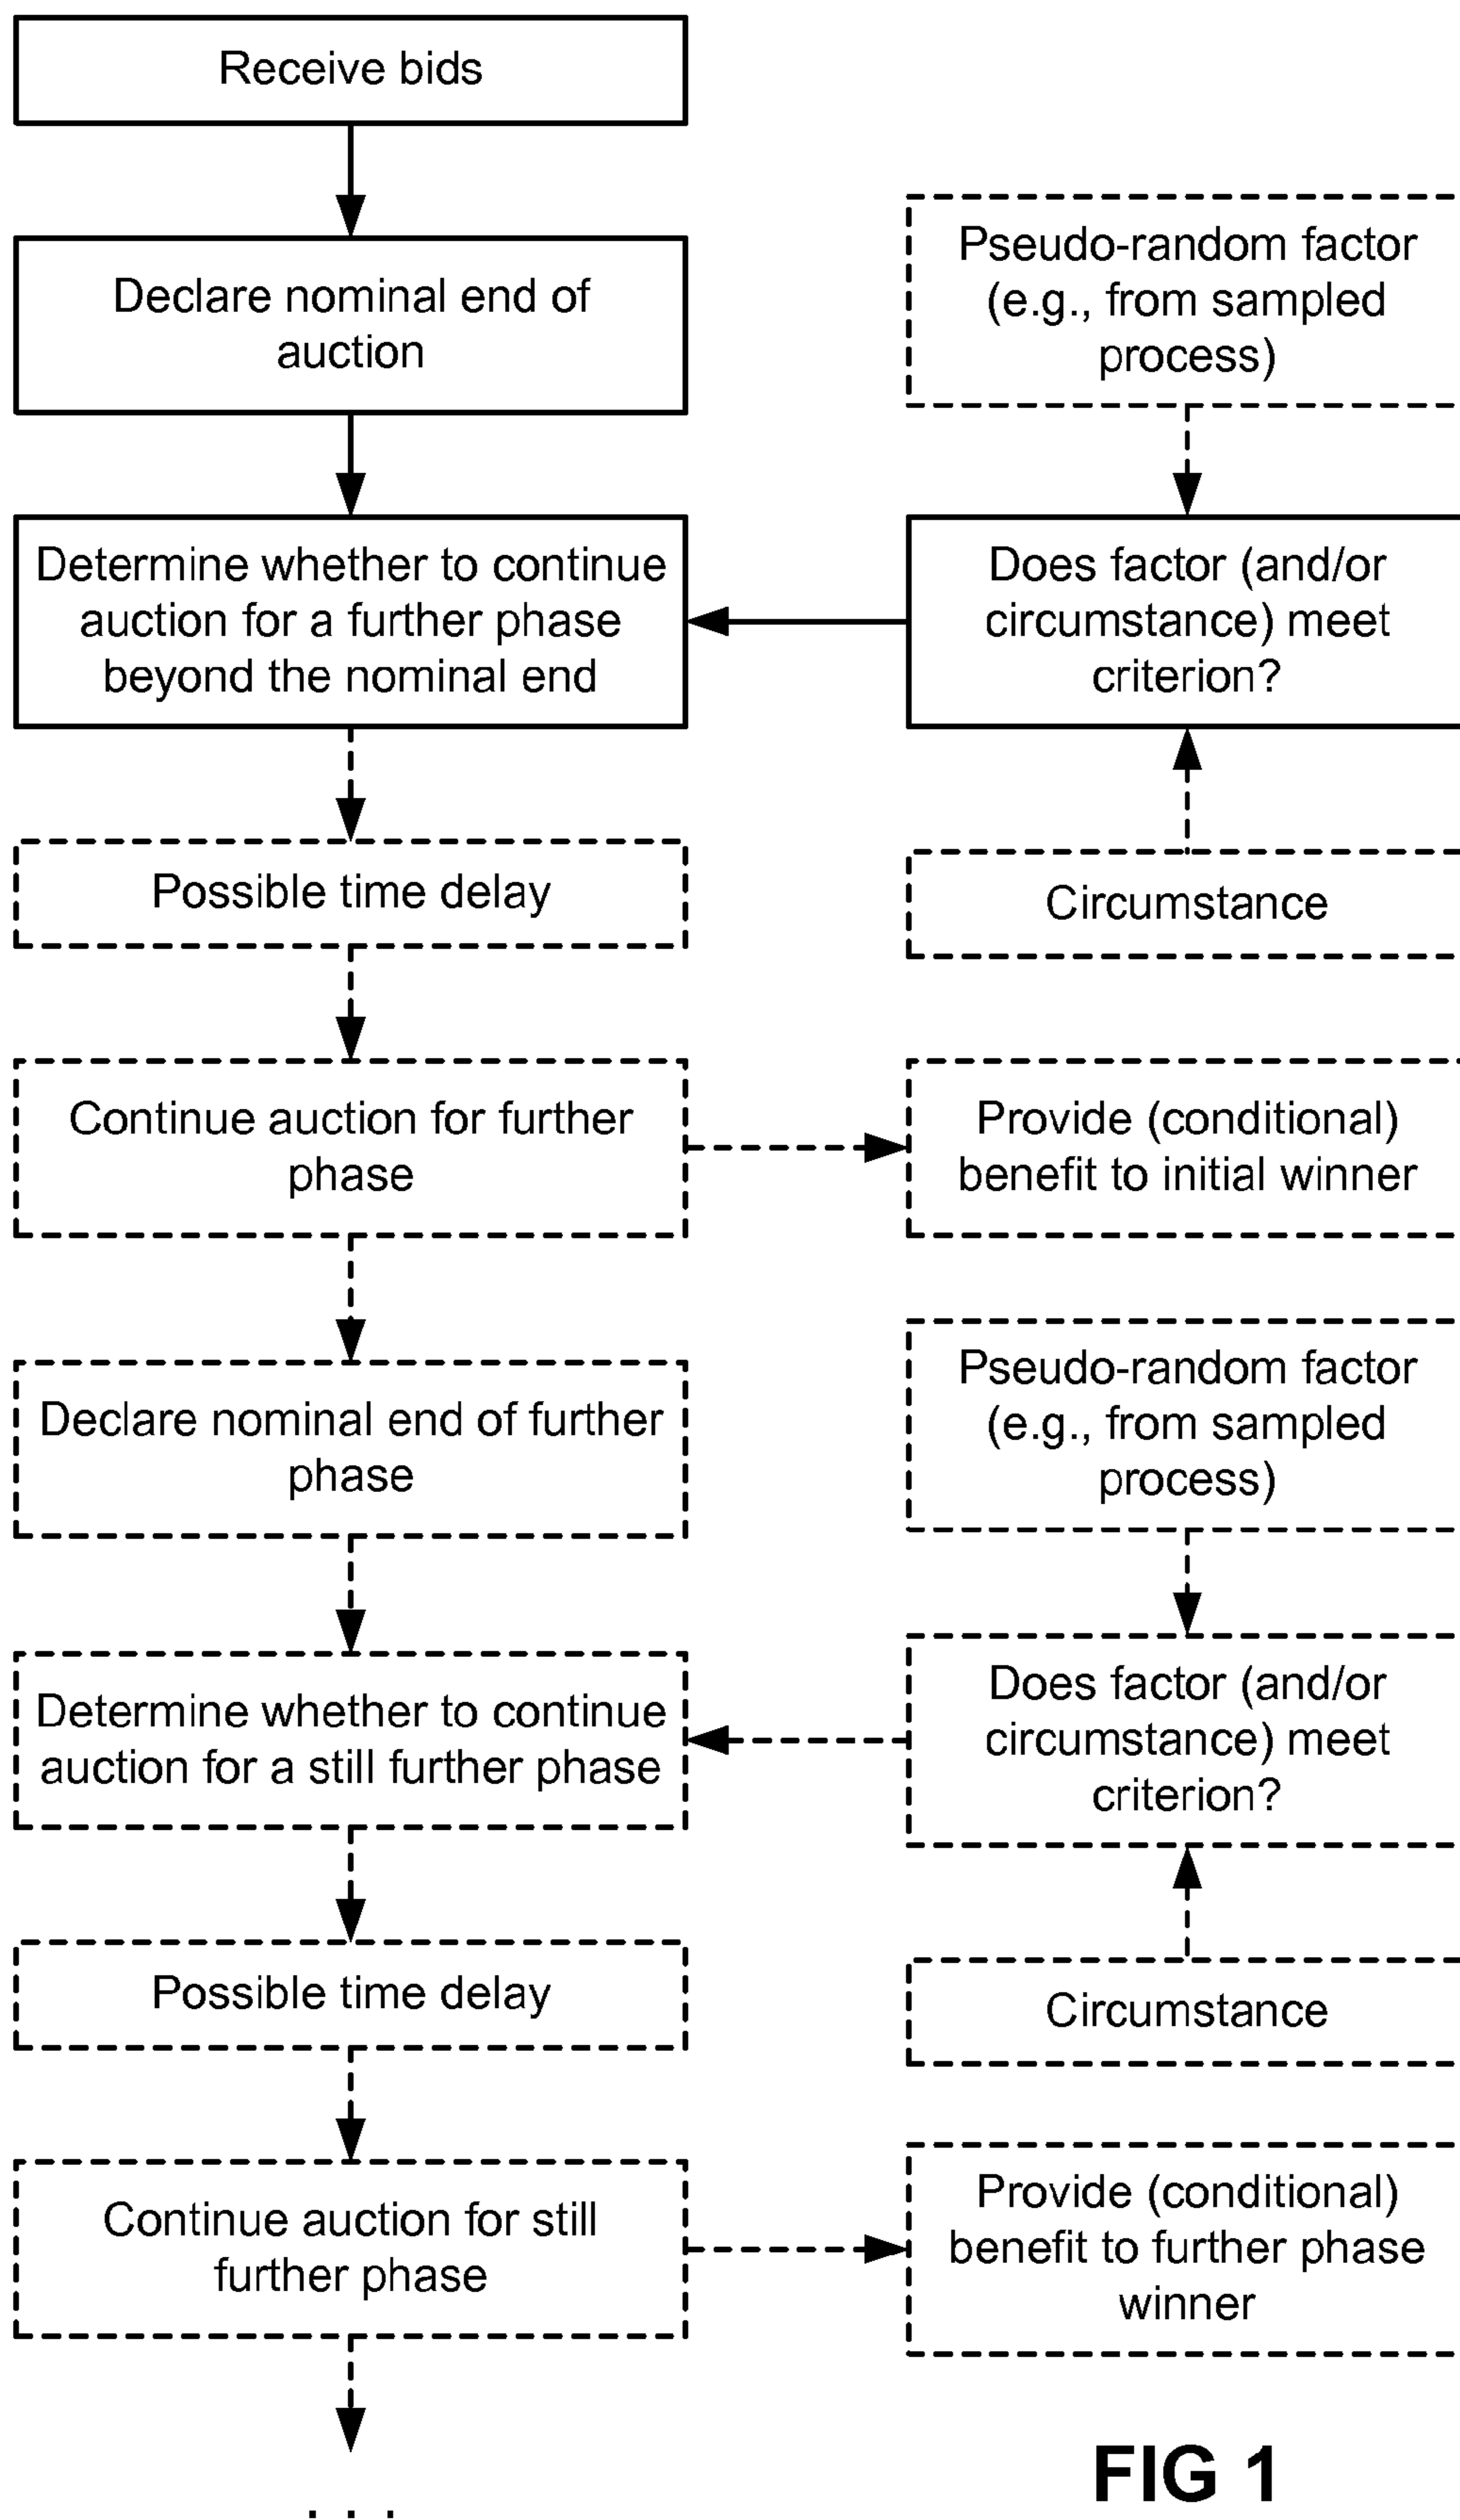 Receive bids
Declare nominal end of
auction
Pseudo-random factor
(e.g., from sampled
process)
Determine whether to continue
auction for a further phase
beyond the nominal end
Does factor (and/or
circumstance) meet
criterion?
Possible time delay
Circumstance
Continue auction for further
phase
Provide (conditional)
benefit to initial winner
Declare nominal end of further
phase
Pseudo-random factor
(e.g., from sampled
process)
Determine whether to continue
auction for a still further phase
Does factor (and/or
circumstance) meet
criterion?
Possible time delay
Circumstance
Continue auction for still
further phase
Provide (conditional)
benefit to further phase
winner
. . .
FIG 1